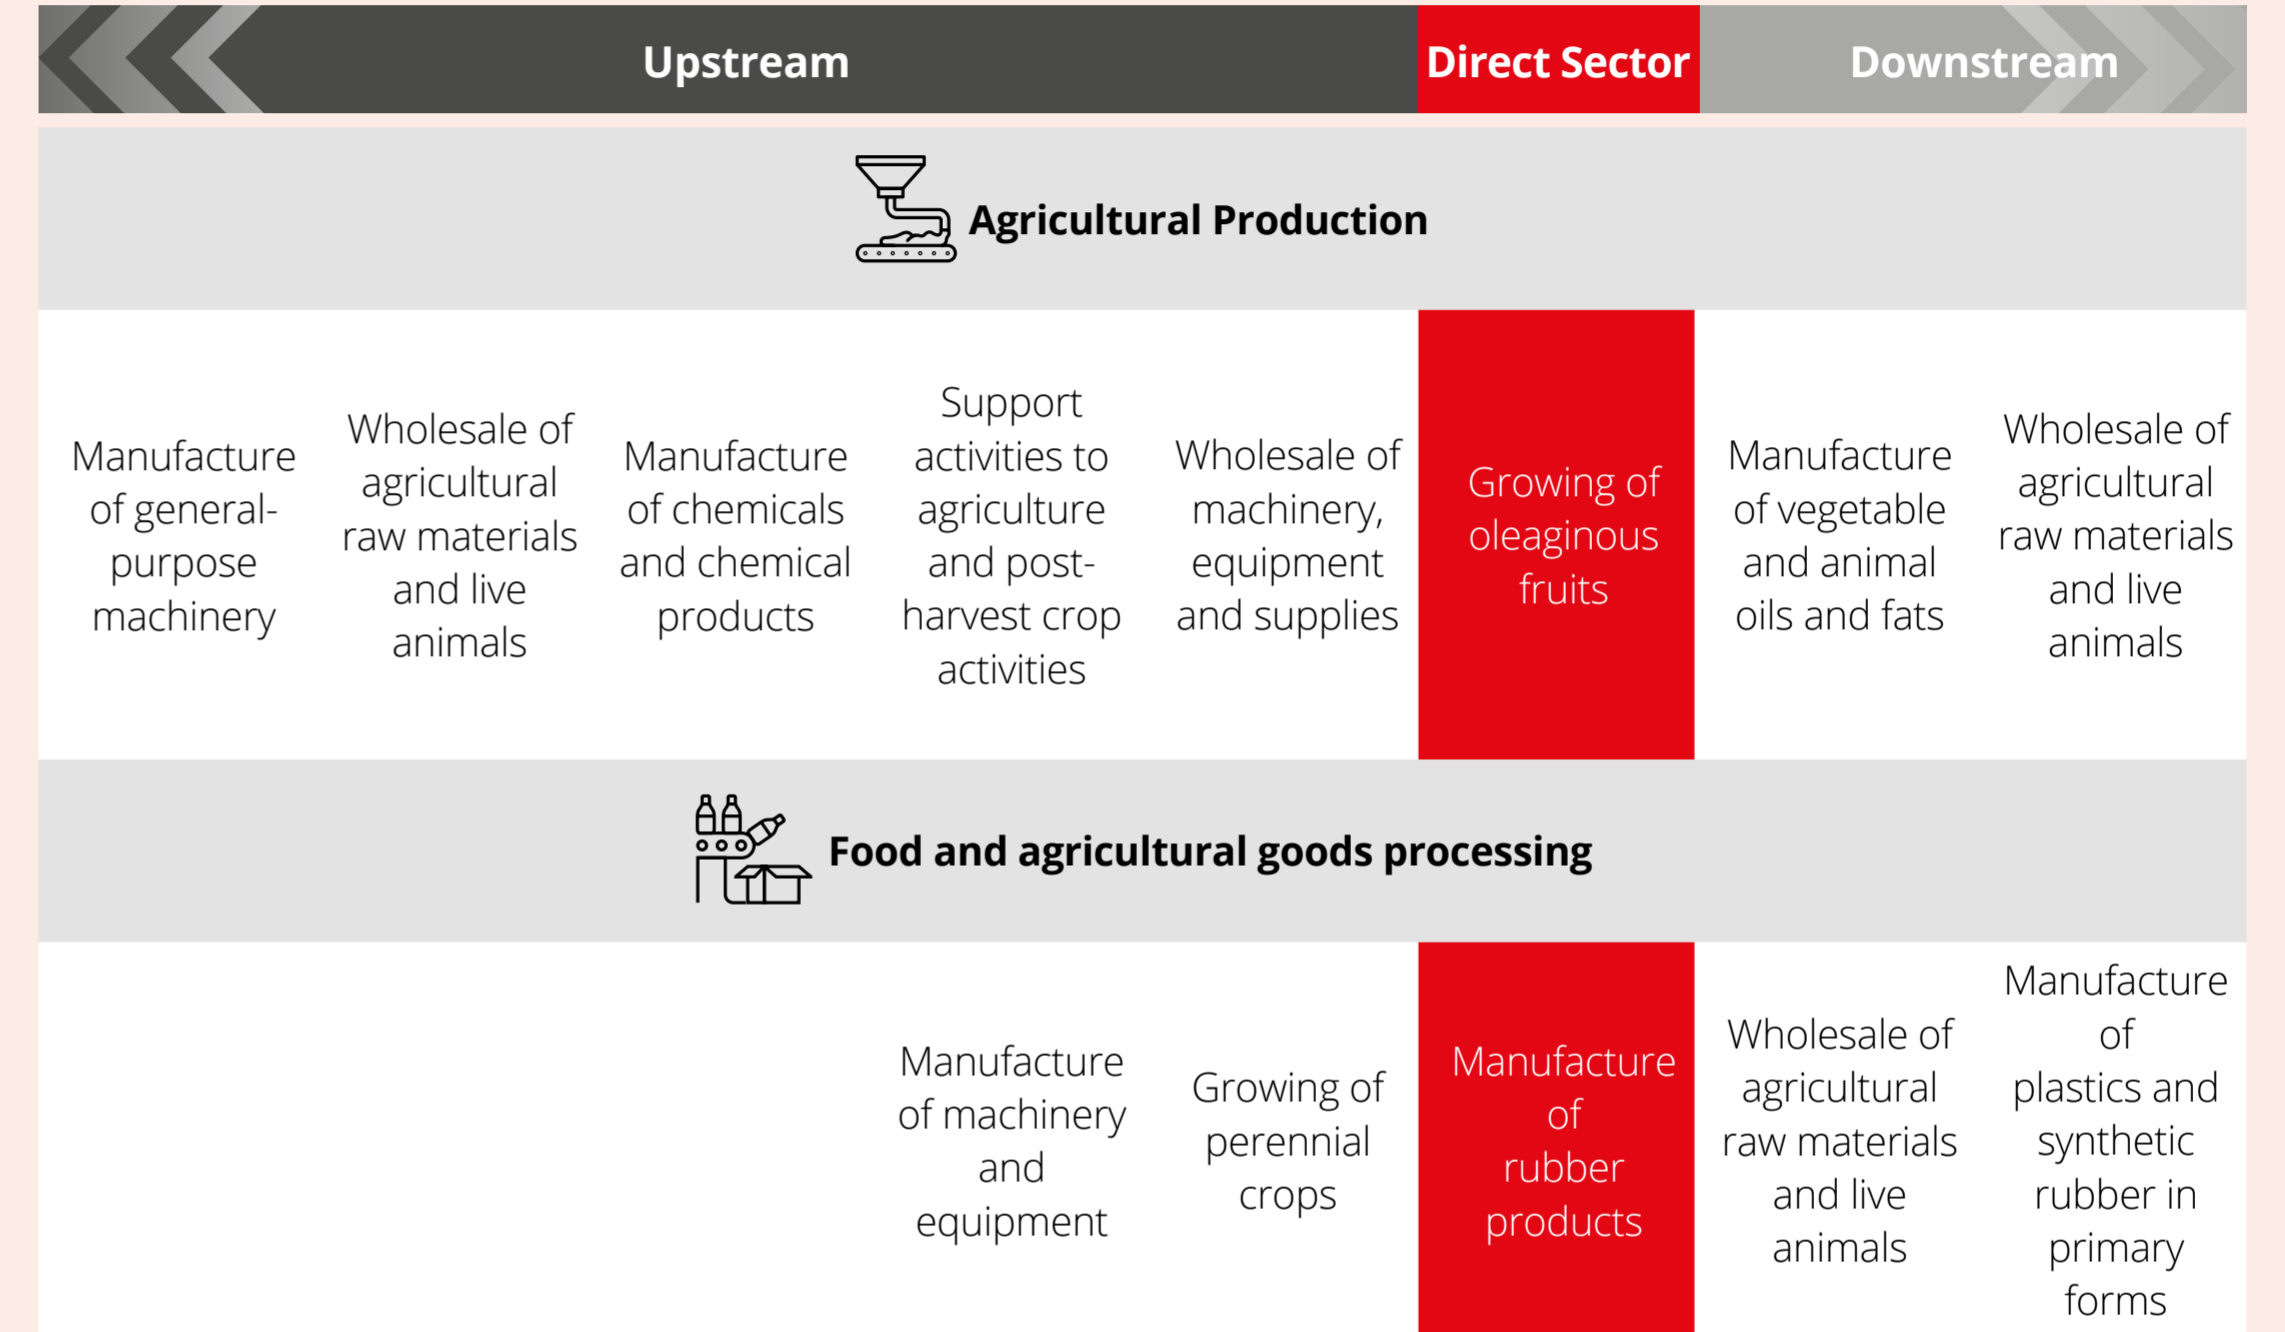 Upstream
Direct Sector
Downstream
Agricultural Production
Manufacture
of general-
purpose
machinery
Wholesale of
agricultural
raw materials
and live
animals
Manufacture
of chemicals
and chemical
products
Support
activities to
agriculture
and post-
harvest crop
activities
Wholesale of
machinery,
equipment
and supplies
Growing of
oleaginous
fruits
Manufacture
of vegetable
and animal
oils and fats
Wholesale of
agricultural
raw materials
and live
animals
Food and agricultural goods processing
Manufacture
of machinery
and
equipment
Growing of
perennial
crops
Manufacture
of
rubber
products
Wholesale of
agricultural
raw materials
and live
animals
Manufacture
of
plastics and
synthetic
rubber in
primary
forms